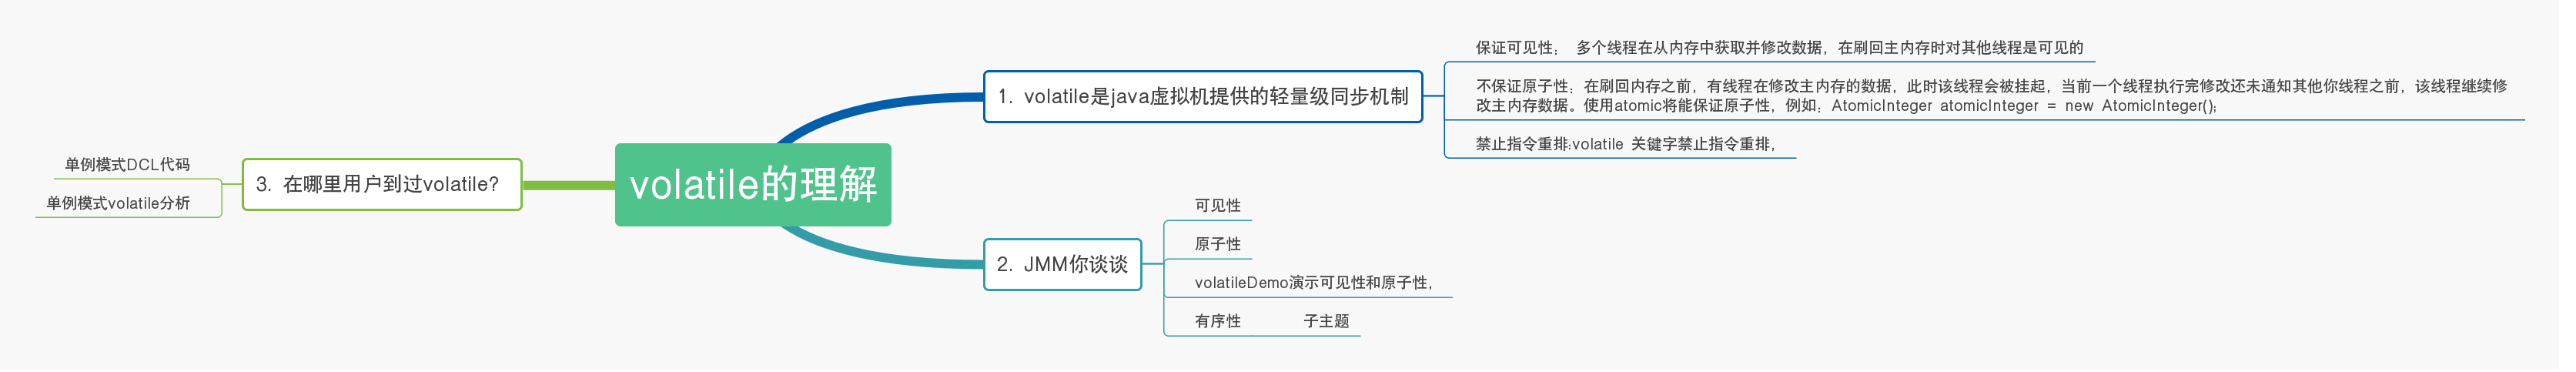 volatile的理解
1. volatile是java虚拟机提供的轻量级同步机制
保证可见性： 多个线程在从内存中获取并修改数据，在刷回主内存时对其他线程是可见的
不保证原子性：在刷回内存之前，有线程在修改主内存的数据，此时该线程会被挂起，当前一个线程执行完修改还未通知其他你线程之前，该线程继续修
改主内存数据。使用atomic将能保证原子性，例如：AtomicInteger atomicInteger = new AtomicInteger();
禁止指令重排:volatile 关键字禁止指令重排，
2. JMM你谈谈
可见性
原子性
volatileDemo演示可见性和原子性，
有序性 子主题
3. 在哪里用户到过volatile?
单例模式DCL代码
单例模式volatile分析